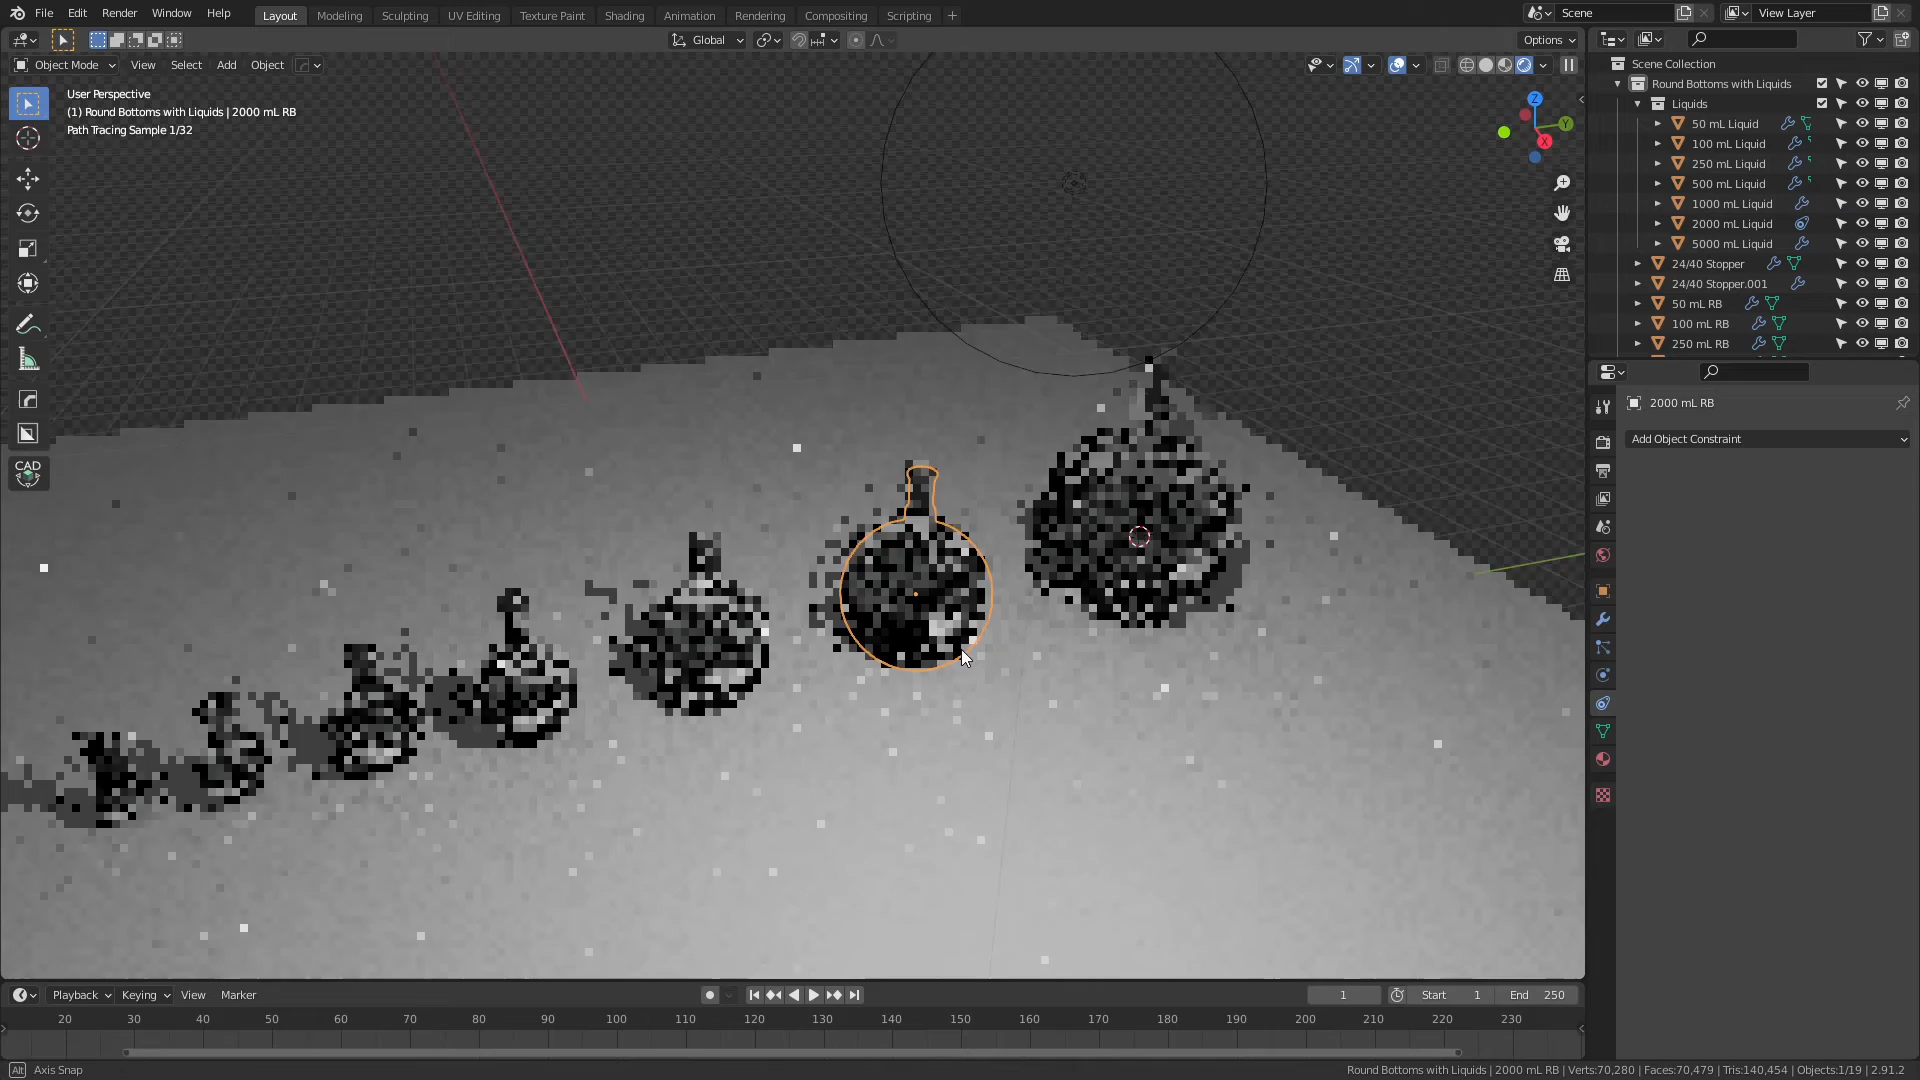 File Edit Render Window Help Layout Modeling Sculpting UV Editing Texture Paint Shading Animation Rendering Compositing Scripting + Scene View Layer
Global Options
Object Mode View Select Add Object
User Perspective
(1) Round Bottoms with Liquids | 2000 mL RB
Path Tracing Sample 1/32
CAD
Z
Y
X
Scene Collection
Round Bottoms with Liquids
Liquids
50 mL Liquid
100 mL Liquid
250 mL Liquid
500 mL Liquid
1000 mL Liquid
2000 mL Liquid
5000 mL Liquid
24/40 Stopper
24/40 Stopper.001
50 mL RB
100 mL RB
250 mL RB
2000 mL RB
Add Object Constraint
Playback Keying View Marker 1 Start 1 End 250
20 30 40 50 60 70 80 90 100 110 120 130 140 150 160 170 180 190 200 210 220 230
Alt Axis Snap Round Bottoms with Liquids | 2000 mL RB | Verts:70,280 | Faces:70,479 | Tris:140,454 | Objects:1/19 | 2.91.2